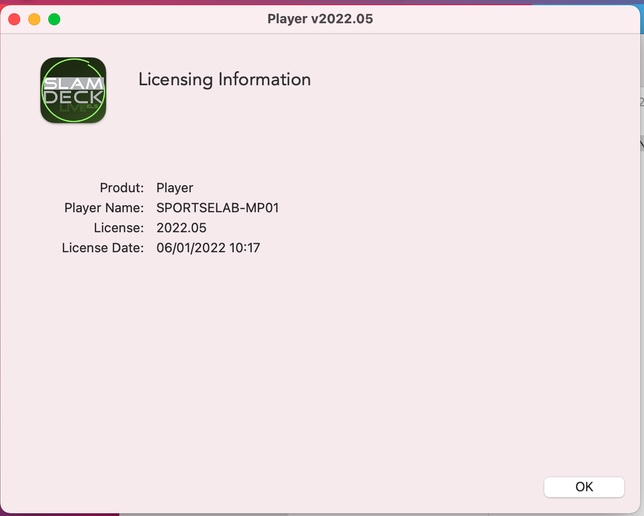 Player v2022.05
SLAM
DECK
LIVE
Licensing Information
Produt: Player
Player Name: SPORTSELAB-MP01
License: 2022.05
License Date: 06/01/2022 10:17
OK